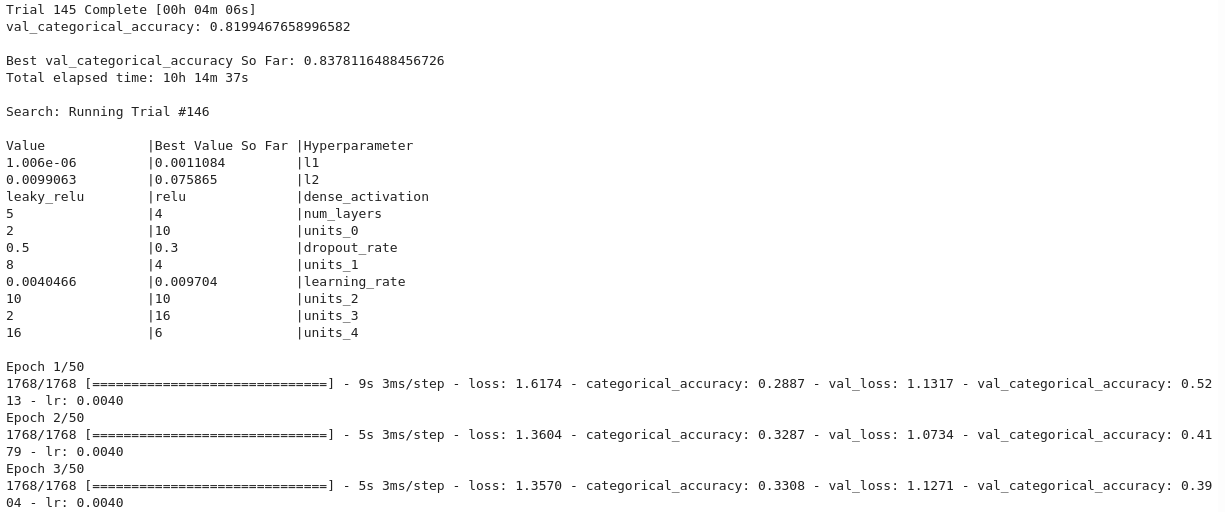 Trial 145 Complete [00h 04m 06s]
val_categorical_accuracy: 0.8199467658996582
Best val_categorical_accuracy So Far: 0.8378116488456726
Total elapsed time: 10h 14m 37s
Search: Running Trial #146
Value |Best Value So Far |Hyperparameter
1.006e-06 |0.0011084 |l1
0.0099063 |0.075865 |l2
leaky_relu |relu |dense_activation
5 |4 |num_layers
2 |10 |units_0
0.5 |0.3 |dropout_rate
8 |4 |units_1
0.0040466 |0.009704 |learning_rate
10 |10 |units_2
2 |16 |units_3
16 |6 |units_4
Epoch 1/50
1768/1768 [==============================] - 9s 3ms/step - loss: 1.6174 - categorical_accuracy: 0.2887 - val_loss: 1.1317 - val_categorical_accuracy: 0.52
13 - lr: 0.0040
Epoch 2/50
1768/1768 [==============================] - 5s 3ms/step - loss: 1.3604 - categorical_accuracy: 0.3287 - val_loss: 1.0734 - val_categorical_accuracy: 0.41
79 - lr: 0.0040
Epoch 3/50
1768/1768 [==============================] - 5s 3ms/step - loss: 1.3570 - categorical_accuracy: 0.3308 - val_loss: 1.1271 - val_categorical_accuracy: 0.39
04 - lr: 0.0040